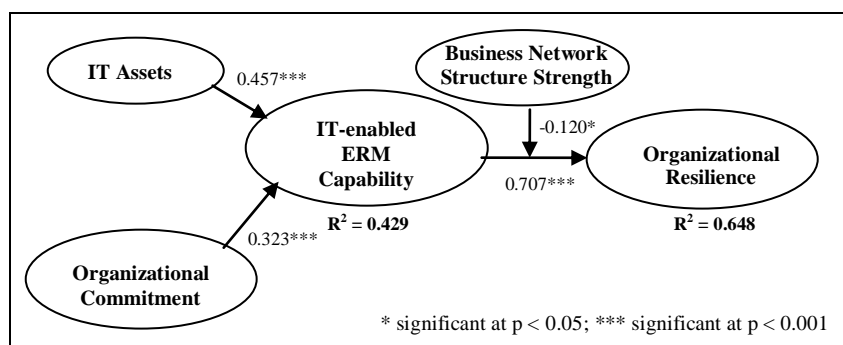 Business Network
Structure Strength
IT Assets
0.457***
-0.120*
IT-enabled
ERM
Capability
Organizational
Resilience
0.707***
R² = 0.429
R² = 0.648
0.323***
Organizational
Commitment
* significant at p < 0.05; *** significant at p < 0.001